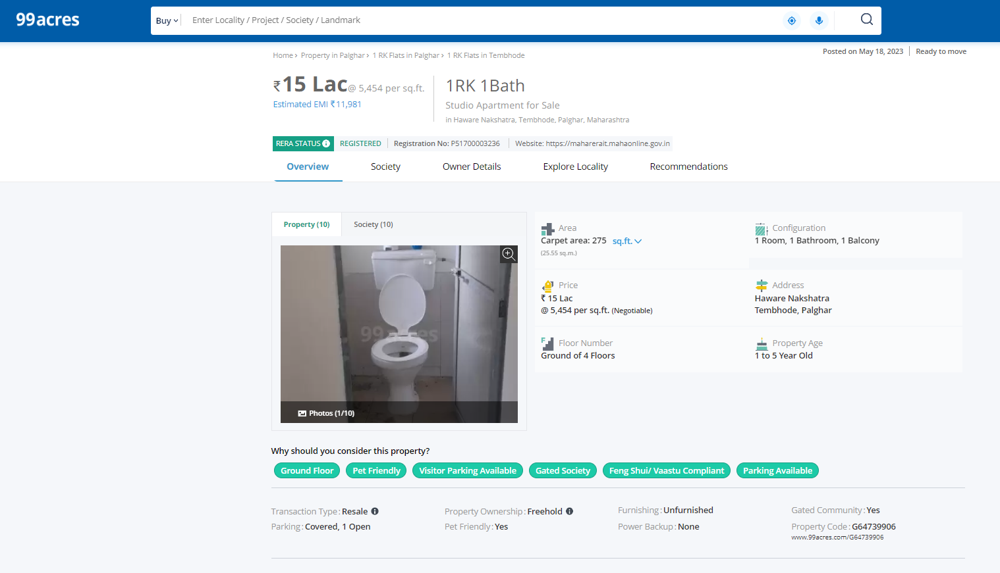 99acres
Buy
Enter Locality / Project / Society / Landmark
Home › Property in Palghar › 1 RK Flats in Palghar › 1 RK Flats in Tembhode
Posted on May 18, 2023 | Ready to move
₹15 Lac @ 5,454 per sq.ft.
Estimated EMI ₹11,981
1RK 1Bath
Studio Apartment for Sale
in Haware Nakshatra, Tembhode, Palghar, Maharashtra
RERA STATUS REGISTERED | Registration No: P51700003236 | Website: https://maharerait.mahaonline.gov.in
Overview Society Owner Details Explore Locality Recommendations
Property (10) Society (10)
99acres
Photos (1/10)
Area
Carpet area: 275 sq.ft.
(25.55 sq.m.)
Configuration
1 Room, 1 Bathroom, 1 Balcony
Price
₹ 15 Lac
@ 5,454 per sq.ft. (Negotiable)
Address
Haware Nakshatra
Tembhode, Palghar
F
Floor Number
Ground of 4 Floors
Property Age
1 to 5 Year Old
Why should you consider this property?
Ground Floor Pet Friendly Visitor Parking Available Gated Society Feng Shui/ Vaastu Compliant Parking Available
Transaction Type : Resale Property Ownership : Freehold Furnishing : Unfurnished Gated Community : Yes
Parking : Covered, 1 Open Pet Friendly : Yes Power Backup : None Property Code : G64739906
www.99acres.com/G64739906